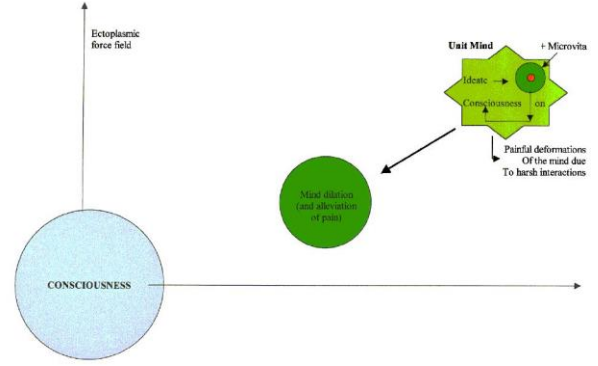 Ectoplasmic
force field
Unit Mind
+ Microvita
Ideate
Consciousness on
Painful deformations
Of the mind due
To harsh interactions
Mind dilation
(and alleviation
of pain)
CONSCIOUSNESS